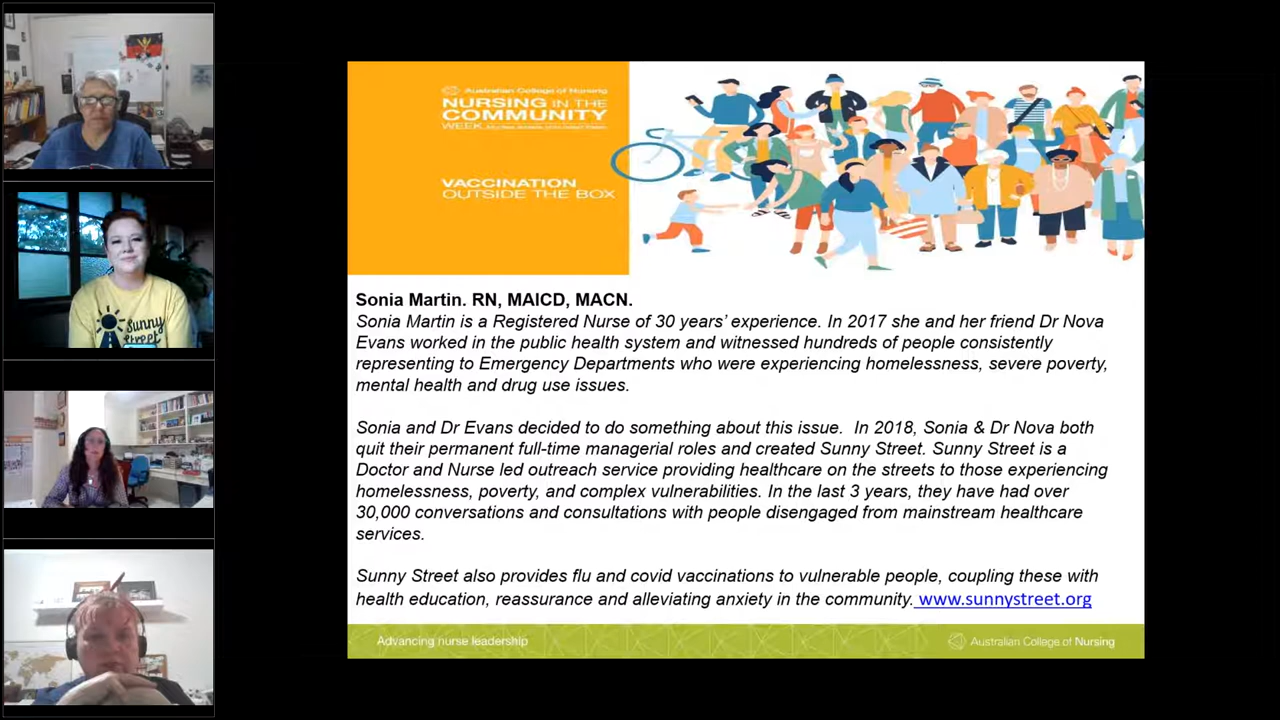 Sunny
Street
Australian College of Nursing
NURSING IN THE
COMMUNITY
WEEK
VACCINATION
OUTSIDE THE BOX
Sonia Martin. RN, MAICD, MACN.
Sonia Martin is a Registered Nurse of 30 years' experience. In 2017 she and her friend Dr Nova
Evans worked in the public health system and witnessed hundreds of people consistently
representing to Emergency Departments who were experiencing homelessness, severe poverty,
mental health and drug use issues.
Sonia and Dr Evans decided to do something about this issue.  In 2018, Sonia & Dr Nova both
quit their permanent full-time managerial roles and created Sunny Street. Sunny Street is a
Doctor and Nurse led outreach service providing healthcare on the streets to those experiencing
homelessness, poverty, and complex vulnerabilities. In the last 3 years, they have had over
30,000 conversations and consultations with people disengaged from mainstream healthcare
services.
Sunny Street also provides flu and covid vaccinations to vulnerable people, coupling these with
health education, reassurance and alleviating anxiety in the community. www.sunnystreet.org
Advancing nurse leadership
Australian College of Nursing